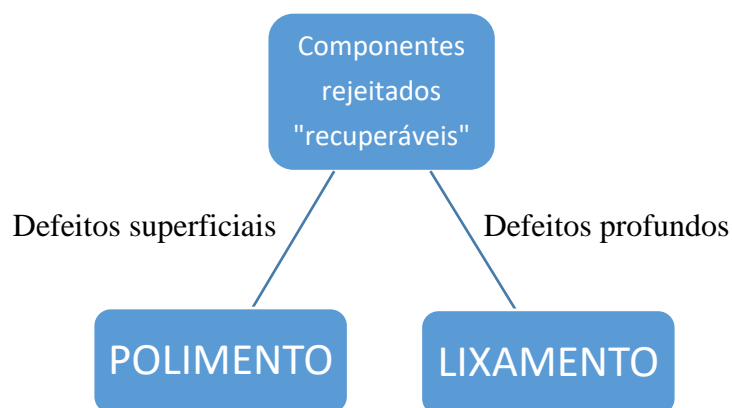 Componentes
rejeitados
"recuperáveis"
Defeitos superficiais
Defeitos profundos
POLIMENTO
LIXAMENTO